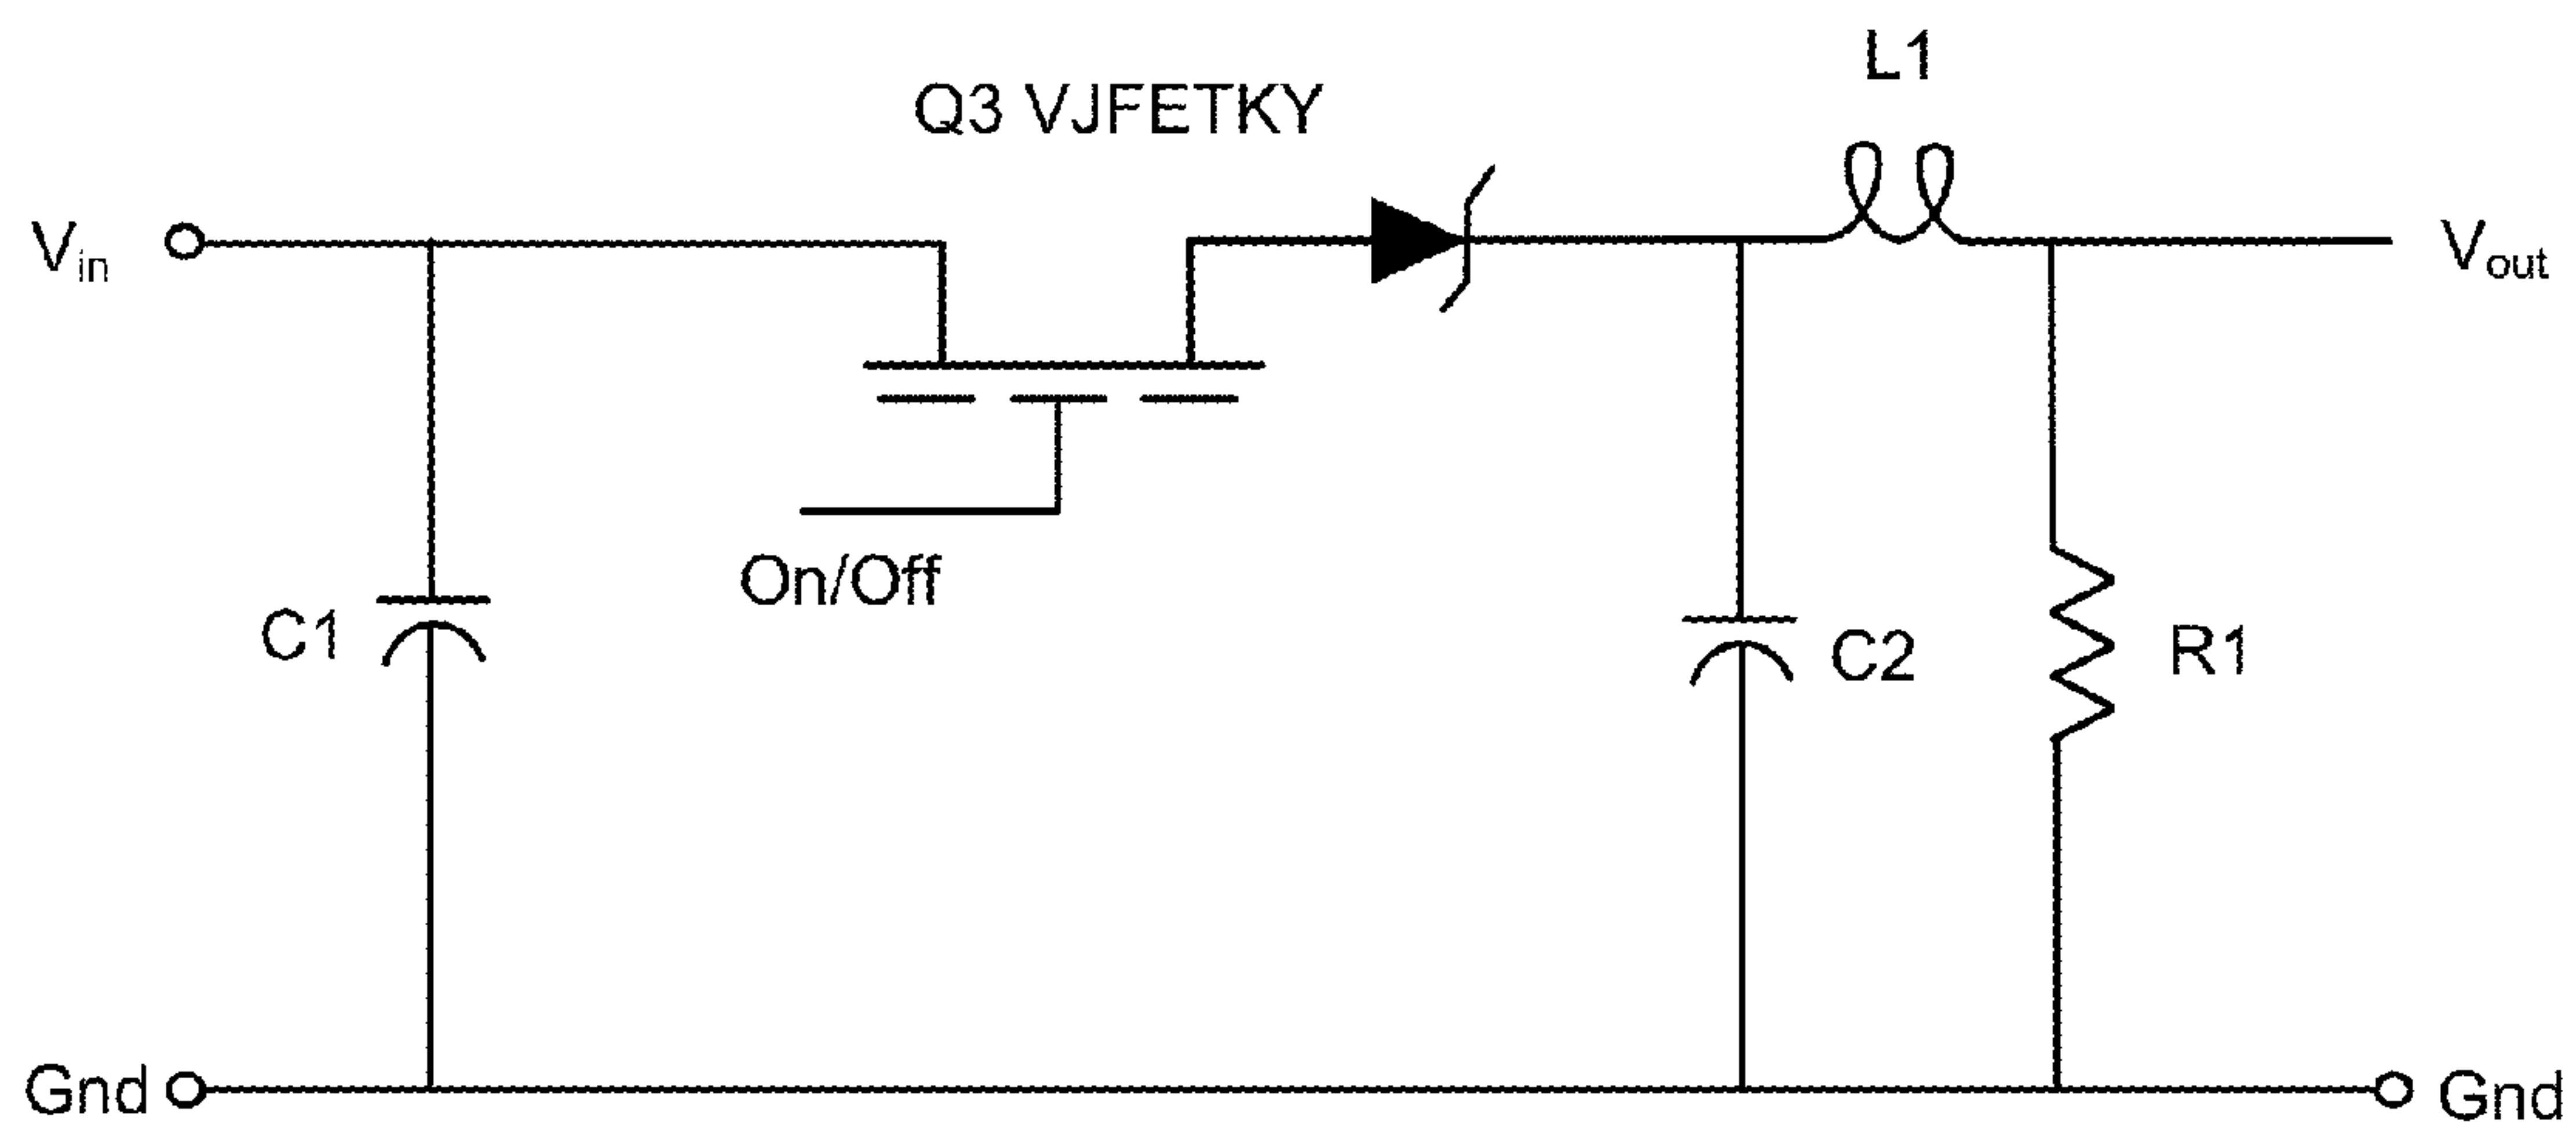 L1
Q3 VJFETKY
Vin
Vout
On/Off
C1
C2
R1
Gnd
Gnd